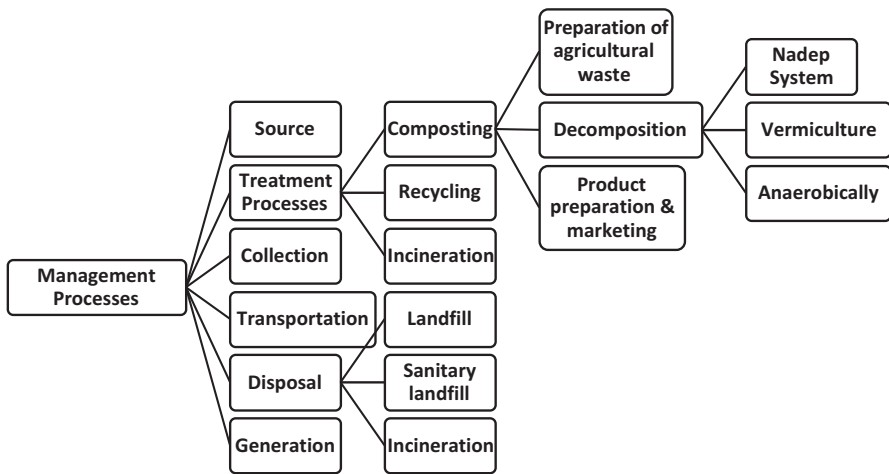 Management
Processes
Source
Treatment
Processes
Collection
Transportation
Disposal
Generation
Composting
Recycling
Incineration
Landfill
Sanitary
landfill
Incineration
Preparation of
agricultural
waste
Decomposition
Product
preparation &
marketing
Nadep
System
Vermiculture
Anaerobically